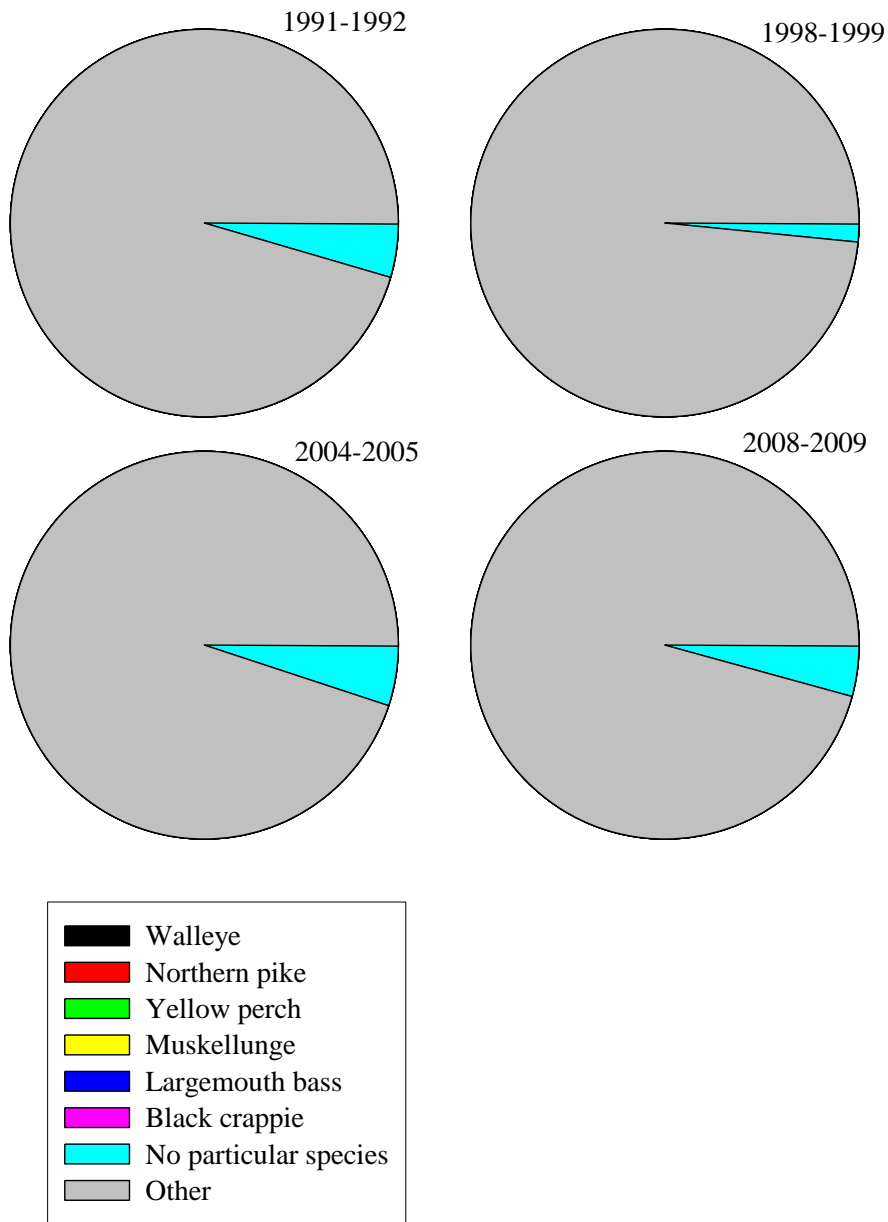 1991-1992
1998-1999
2004-2005
2008-2009
Walleye
Northern pike
Yellow perch
Muskellunge
Largemouth bass
Black crappie
No particular species
Other